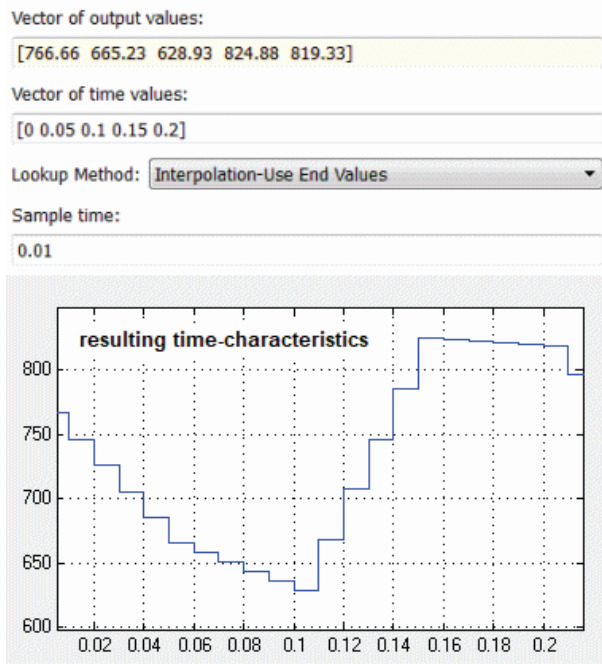 Vector of output values:
[766.66 665.23 628.93 824.88 819.33]
Vector of time values:
[0 0.05 0.1 0.15 0.2]
Lookup Method: Interpolation-Use End Values
Sample time:
0.01
resulting time-characteristics
800
750
700
650
600
0.02 0.04 0.06 0.08 0.1 0.12 0.14 0.16 0.18 0.2